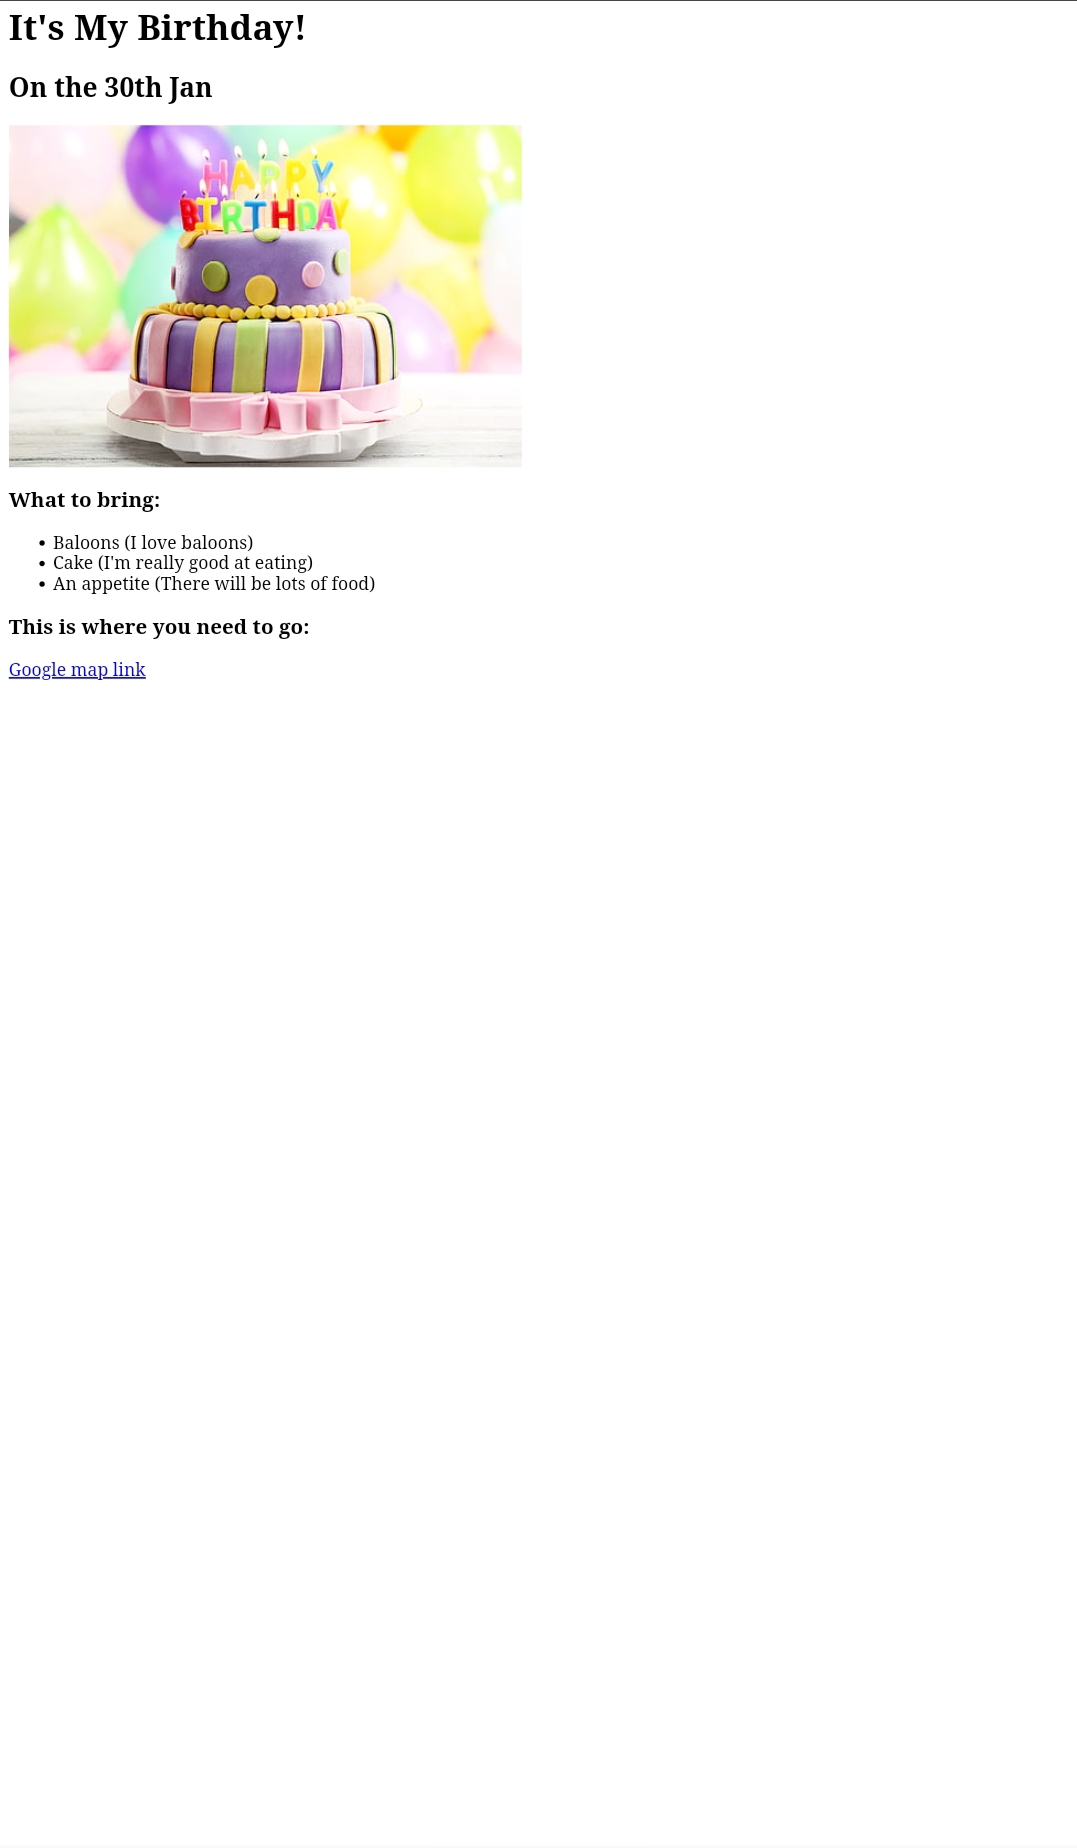 It's My Birthday!
On the 30th Jan
HAPPY
BIRTHDAY
What to bring:
Baloons (I love baloons)
Cake (I'm really good at eating)
An appetite (There will be lots of food)
This is where you need to go:
Google map link